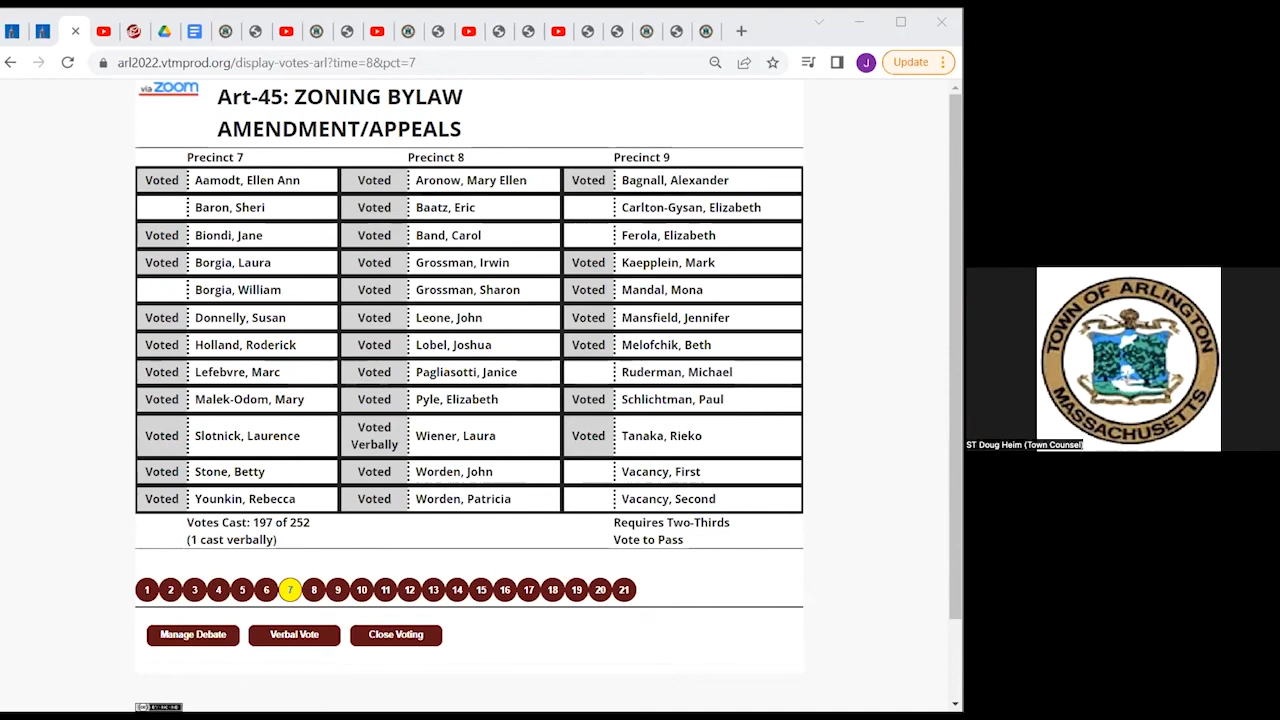 arl2022.vtmprod.org/display-votes-arl?time=8&pct=7
Update
J
via zoom
Art-45: ZONING BYLAW
AMENDMENT/APPEALS
Precinct 7 Precinct 8 Precinct 9
Voted Aamodt, Ellen Ann Voted Aronow, Mary Ellen Voted Bagnall, Alexander
Baron, Sheri Voted Baatz, Eric Carlton-Gysan, Elizabeth
Voted Biondi, Jane Voted Band, Carol Ferola, Elizabeth
Voted Borgia, Laura Voted Grossman, Irwin Voted Kaepplein, Mark
Borgia, William Voted Grossman, Sharon Voted Mandal, Mona
Voted Donnelly, Susan Voted Leone, John Voted Mansfield, Jennifer
Voted Holland, Roderick Voted Lobel, Joshua Voted Melofchik, Beth
Voted Lefebvre, Marc Voted Pagliasotti, Janice Ruderman, Michael
Voted Malek-Odom, Mary Voted Pyle, Elizabeth Voted Schlichtman, Paul
Voted Slotnick, Laurence Voted Verbally Wiener, Laura Voted Tanaka, Rieko
Voted Stone, Betty Voted Worden, John Vacancy, First
Voted Younkin, Rebecca Voted Worden, Patricia Vacancy, Second
Votes Cast: 197 of 252 Requires Two-Thirds
(1 cast verbally) Vote to Pass
1 2 3 4 5 6 7 8 9 10 11 12 13 14 15 16 17 18 19 20 21
Manage Debate Verbal Vote Close Voting
TOWN OF ARLINGTON
MASSACHUSETTS
ST Doug Heim (Town Counsel)